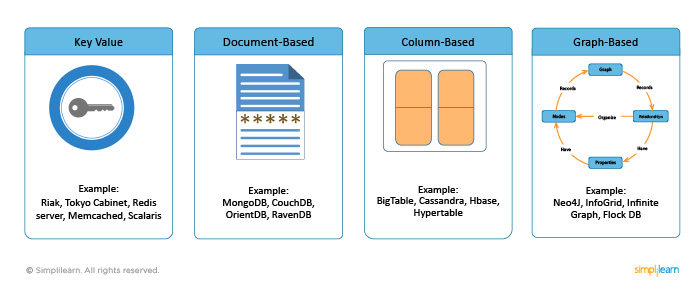 Key Value
Example:
Riak, Tokyo Cabinet, Redis
server, Memcached, Scalaris
Document-Based
*****
Example:
MongoDB, CouchDB,
OrientDB, RavenDB
Column-Based
Example:
BigTable, Cassandra, Hbase,
Hypertable
Graph-Based
Graph
Records
Records
Nodes
Organize
Relationships
Have
Have
Properties
Example:
Neo4J, InfoGrid, Infinite
Graph, Flock DB
© Simplilearn. All rights reserved.
simplilearn